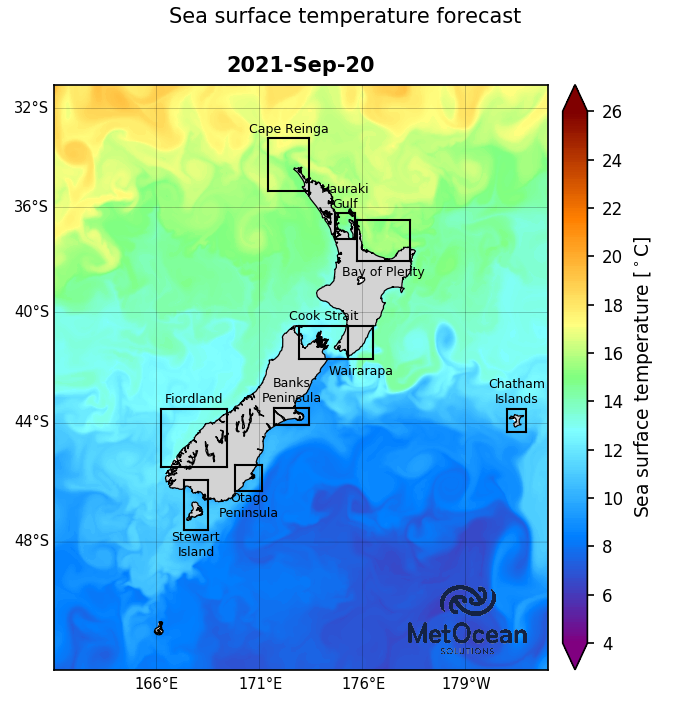 Sea surface temperature forecast
2021-Sep-20
32°S
36°S
40°S
44°S
48°S
Cape Reinga
Hauraki
Gulf
Bay of Plenty
Cook Strait
Wairarapa
Banks
Peninsula
Fiordland
Chatham
Islands
Otago
Peninsula
Stewart
Island
MetOcean
SOLUTIONS
166°E
171°E
176°E
179°W
26
24
22
20
18
16
14
12
10
8
6
4
Sea surface temperature [°C]